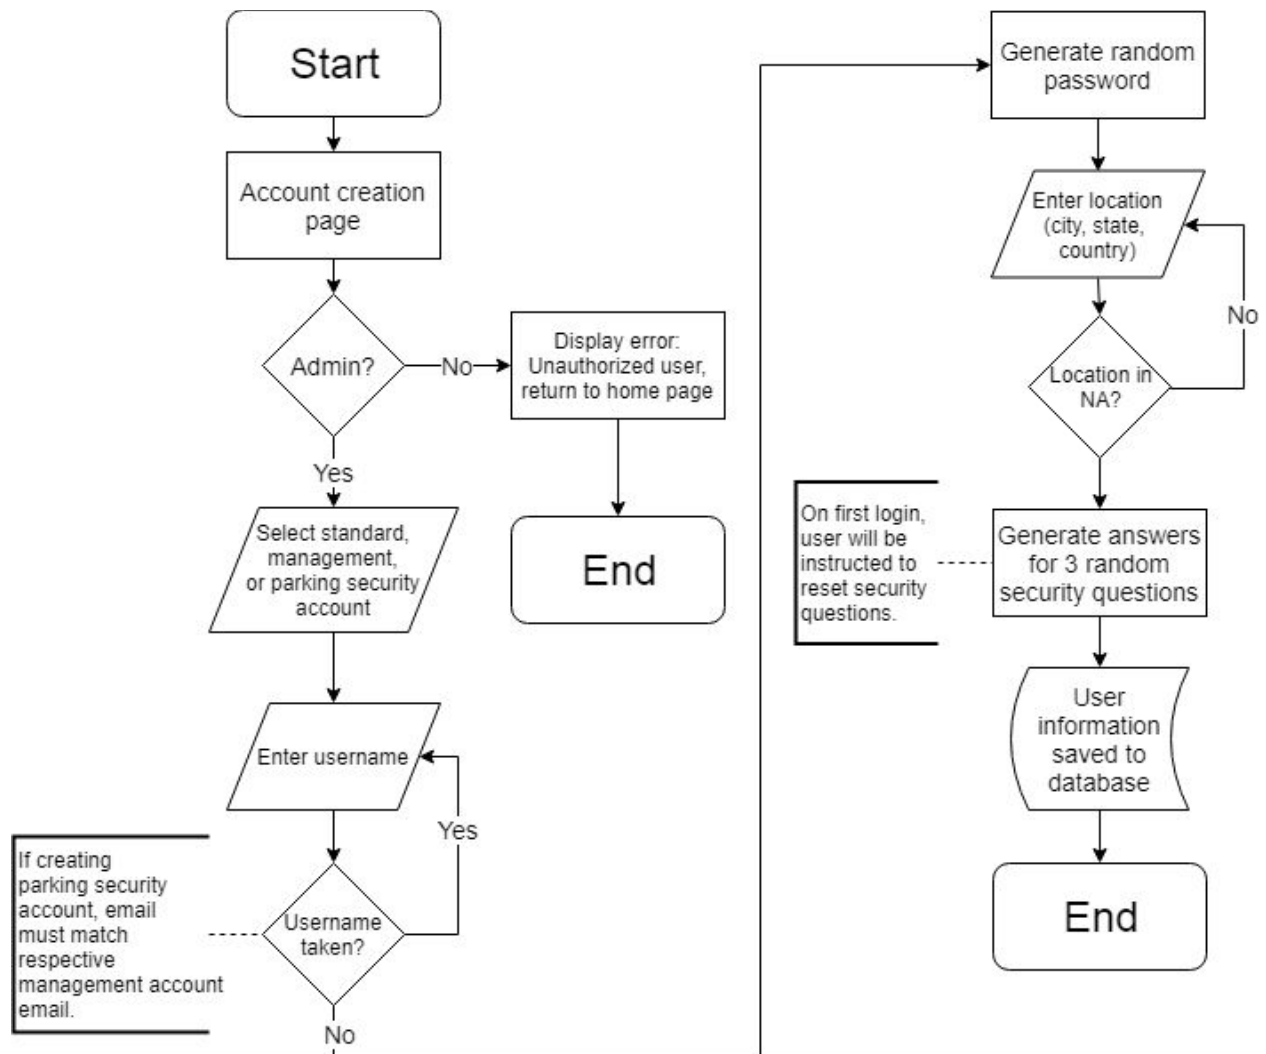 Start
Account creation
page
Admin?
No
Display error:
Unauthorized user,
return to home page
End
Yes
Select standard,
management,
or parking security
account
Enter username
Yes
If creating
parking security
account, email
must match
respective
management account
email.
Username
taken?
No
Generate random
password
Enter location
(city, state,
country)
No
Location in
NA?
On first login,
user will be
instructed to
reset security
questions.
Generate answers
for 3 random
security questions
User
information
saved to
database
End